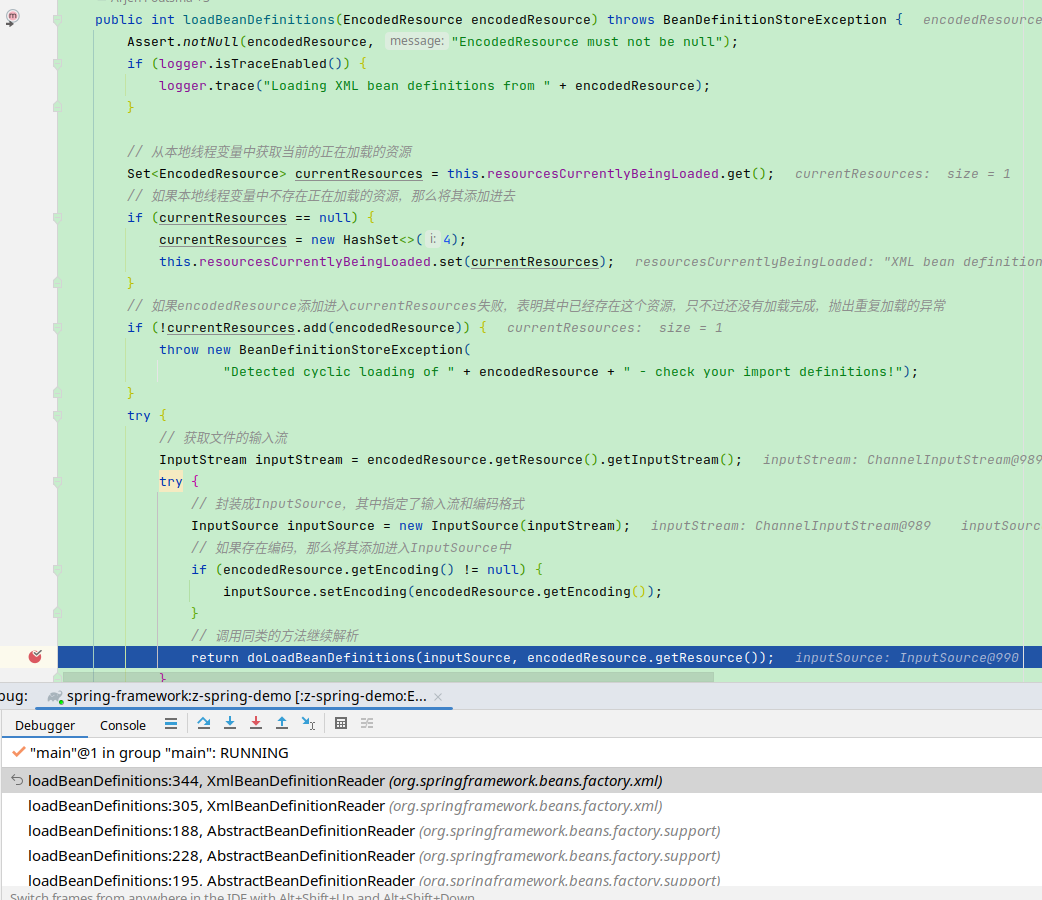 public int loadBeanDefinitions(EncodedResource encodedResource) throws BeanDefinitionStoreException { encodedResource
Assert.notNull(encodedResource, message: "EncodedResource must not be null");
if (logger.isTraceEnabled()) {
logger.trace("Loading XML bean definitions from " + encodedResource);
}
// 从本地线程变量中获取当前的正在加载的资源
Set<EncodedResource> currentResources = this.resourcesCurrentlyBeingLoaded.get(); currentResources: size = 1
// 如果本地线程变量中不存在正在加载的资源，那么将其添加进去
if (currentResources == null) {
currentResources = new HashSet<>( i: 4);
this.resourcesCurrentlyBeingLoaded.set(currentResources); resourcesCurrentlyBeingLoaded: "XML bean definition
}
// 如果encodedResource添加进入currentResources失败，表明其中已经存在这个资源，只不过还没有加载完成，抛出重复加载的异常
if (!currentResources.add(encodedResource)) { currentResources: size = 1
throw new BeanDefinitionStoreException(
"Detected cyclic loading of " + encodedResource + " - check your import definitions!");
}
try {
// 获取文件的输入流
InputStream inputStream = encodedResource.getResource().getInputStream(); inputStream: ChannelInputStream@989
try {
// 封装成InputSource，其中指定了输入流和编码格式
InputSource inputSource = new InputSource(inputStream); inputStream: ChannelInputStream@989 inputSourc
// 如果存在编码，那么将其添加进入InputSource中
if (encodedResource.getEncoding() != null) {
inputSource.setEncoding(encodedResource.getEncoding());
}
// 调用同类的方法继续解析
return doLoadBeanDefinitions(inputSource, encodedResource.getResource()); inputSource: InputSource@990
}
bug: spring-framework:z-spring-demo [:z-spring-demo:E... ×
Debugger Console
"main"@1 in group "main": RUNNING
loadBeanDefinitions:344, XmlBeanDefinitionReader (org.springframework.beans.factory.xml)
loadBeanDefinitions:305, XmlBeanDefinitionReader (org.springframework.beans.factory.xml)
loadBeanDefinitions:188, AbstractBeanDefinitionReader (org.springframework.beans.factory.support)
loadBeanDefinitions:228, AbstractBeanDefinitionReader (org.springframework.beans.factory.support)
loadBeanDefinitions:195, AbstractBeanDefinitionReader (org.springframework.beans.factory.support)
Switch frames from anywhere in the IDE with Alt+Shift+Up and Alt+Shift+Down